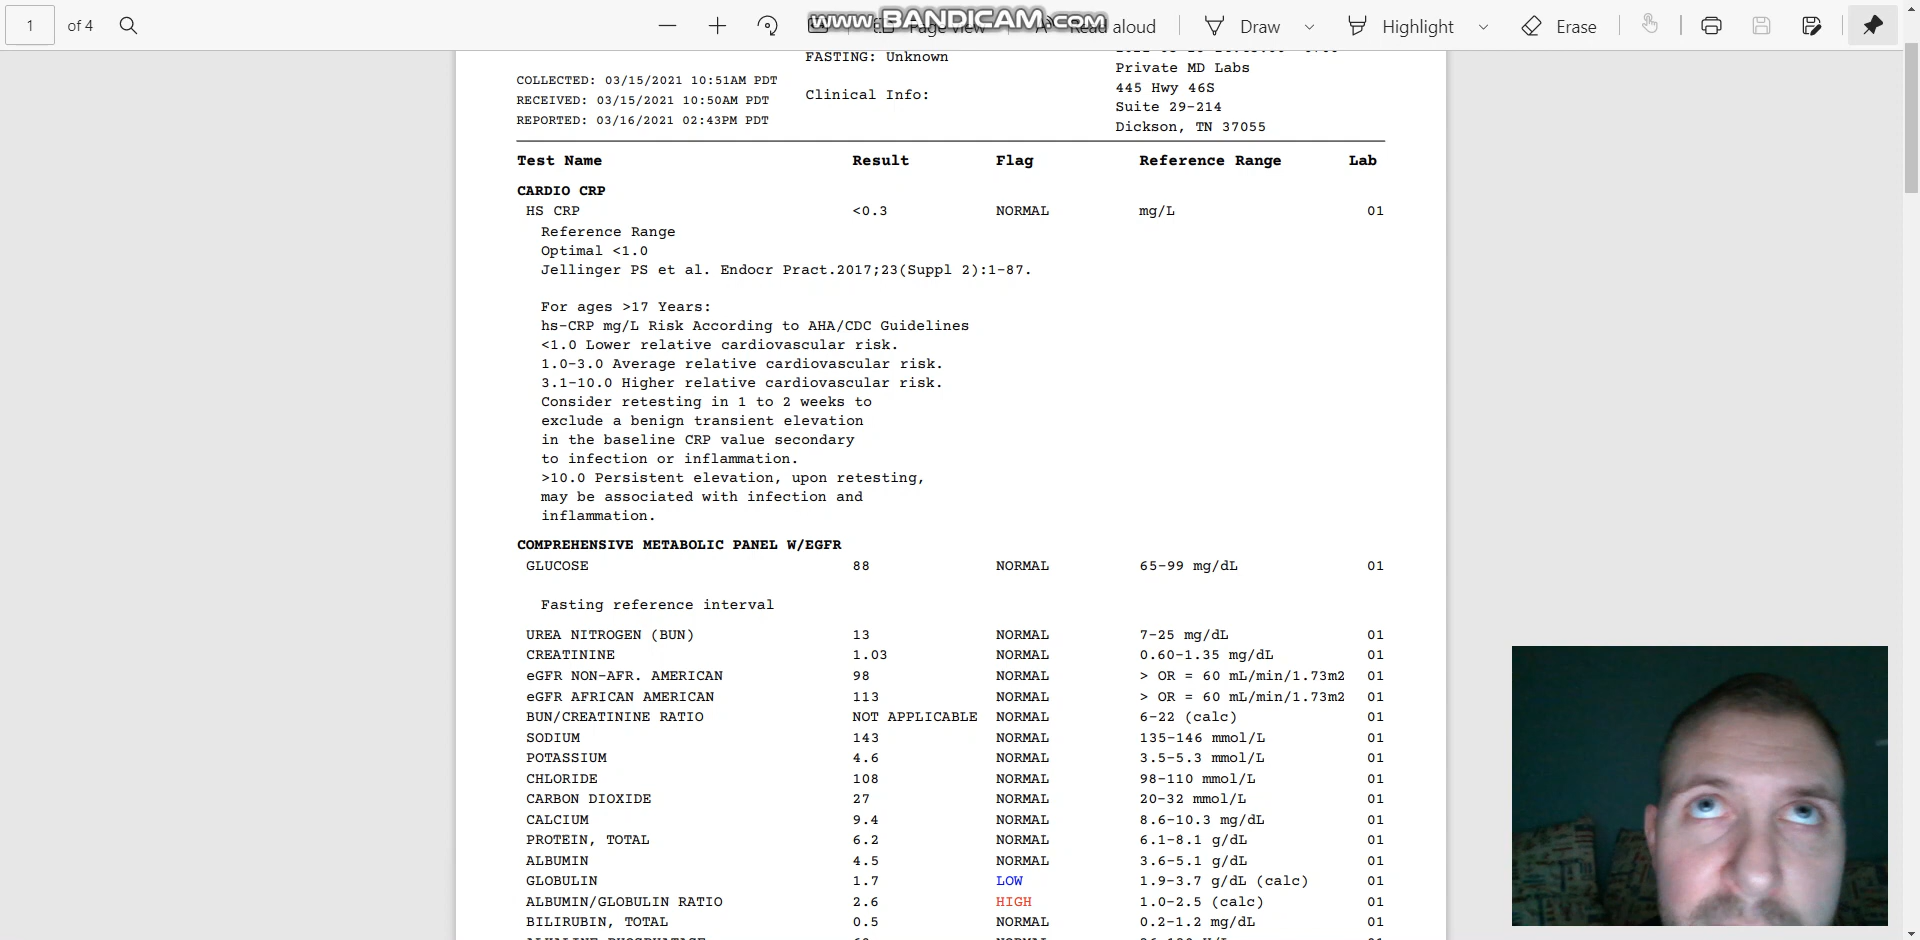 1 of 4
www.BANDICAM.com
Page view
Read aloud
Draw
Highlight
Erase
FASTING: Unknown
Private MD Labs
COLLECTED: 03/15/2021 10:51AM PDT
Clinical Info:
445 Hwy 46S
RECEIVED: 03/15/2021 10:50AM PDT
Suite 29-214
REPORTED: 03/16/2021 02:43PM PDT
Dickson, TN 37055
Test Name Result Flag Reference Range Lab
CARDIO CRP
HS CRP <0.3 NORMAL mg/L 01
Reference Range
Optimal <1.0
Jellinger PS et al. Endocr Pract.2017;23(Suppl 2):1-87.
For ages >17 Years:
hs-CRP mg/L Risk According to AHA/CDC Guidelines
<1.0 Lower relative cardiovascular risk.
1.0-3.0 Average relative cardiovascular risk.
3.1-10.0 Higher relative cardiovascular risk.
Consider retesting in 1 to 2 weeks to
exclude a benign transient elevation
in the baseline CRP value secondary
to infection or inflammation.
>10.0 Persistent elevation, upon retesting,
may be associated with infection and
inflammation.
COMPREHENSIVE METABOLIC PANEL W/EGFR
GLUCOSE 88 NORMAL 65-99 mg/dL 01
Fasting reference interval
UREA NITROGEN (BUN) 13 NORMAL 7-25 mg/dL 01
CREATININE 1.03 NORMAL 0.60-1.35 mg/dL 01
eGFR NON-AFR. AMERICAN 98 NORMAL > OR = 60 mL/min/1.73m2 01
eGFR AFRICAN AMERICAN 113 NORMAL > OR = 60 mL/min/1.73m2 01
BUN/CREATININE RATIO NOT APPLICABLE NORMAL 6-22 (calc) 01
SODIUM 143 NORMAL 135-146 mmol/L 01
POTASSIUM 4.6 NORMAL 3.5-5.3 mmol/L 01
CHLORIDE 108 NORMAL 98-110 mmol/L 01
CARBON DIOXIDE 27 NORMAL 20-32 mmol/L 01
CALCIUM 9.4 NORMAL 8.6-10.3 mg/dL 01
PROTEIN, TOTAL 6.2 NORMAL 6.1-8.1 g/dL 01
ALBUMIN 4.5 NORMAL 3.6-5.1 g/dL 01
GLOBULIN 1.7 LOW 1.9-3.7 g/dL (calc) 01
ALBUMIN/GLOBULIN RATIO 2.6 HIGH 1.0-2.5 (calc) 01
BILIRUBIN, TOTAL 0.5 NORMAL 0.2-1.2 mg/dL 01